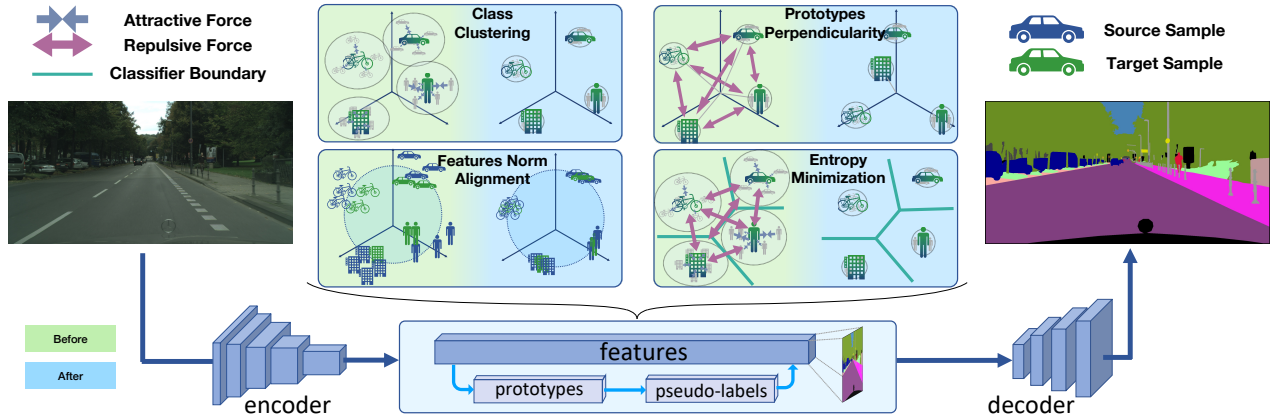 Attractive Force
Repulsive Force
Classifier Boundary
Class
Clustering
Prototypes
Perpendicularity
Source Sample
Target Sample
Features Norm
Alignment
Entropy
Minimization
Before
After
encoder
features
prototypes
pseudo-labels
decoder